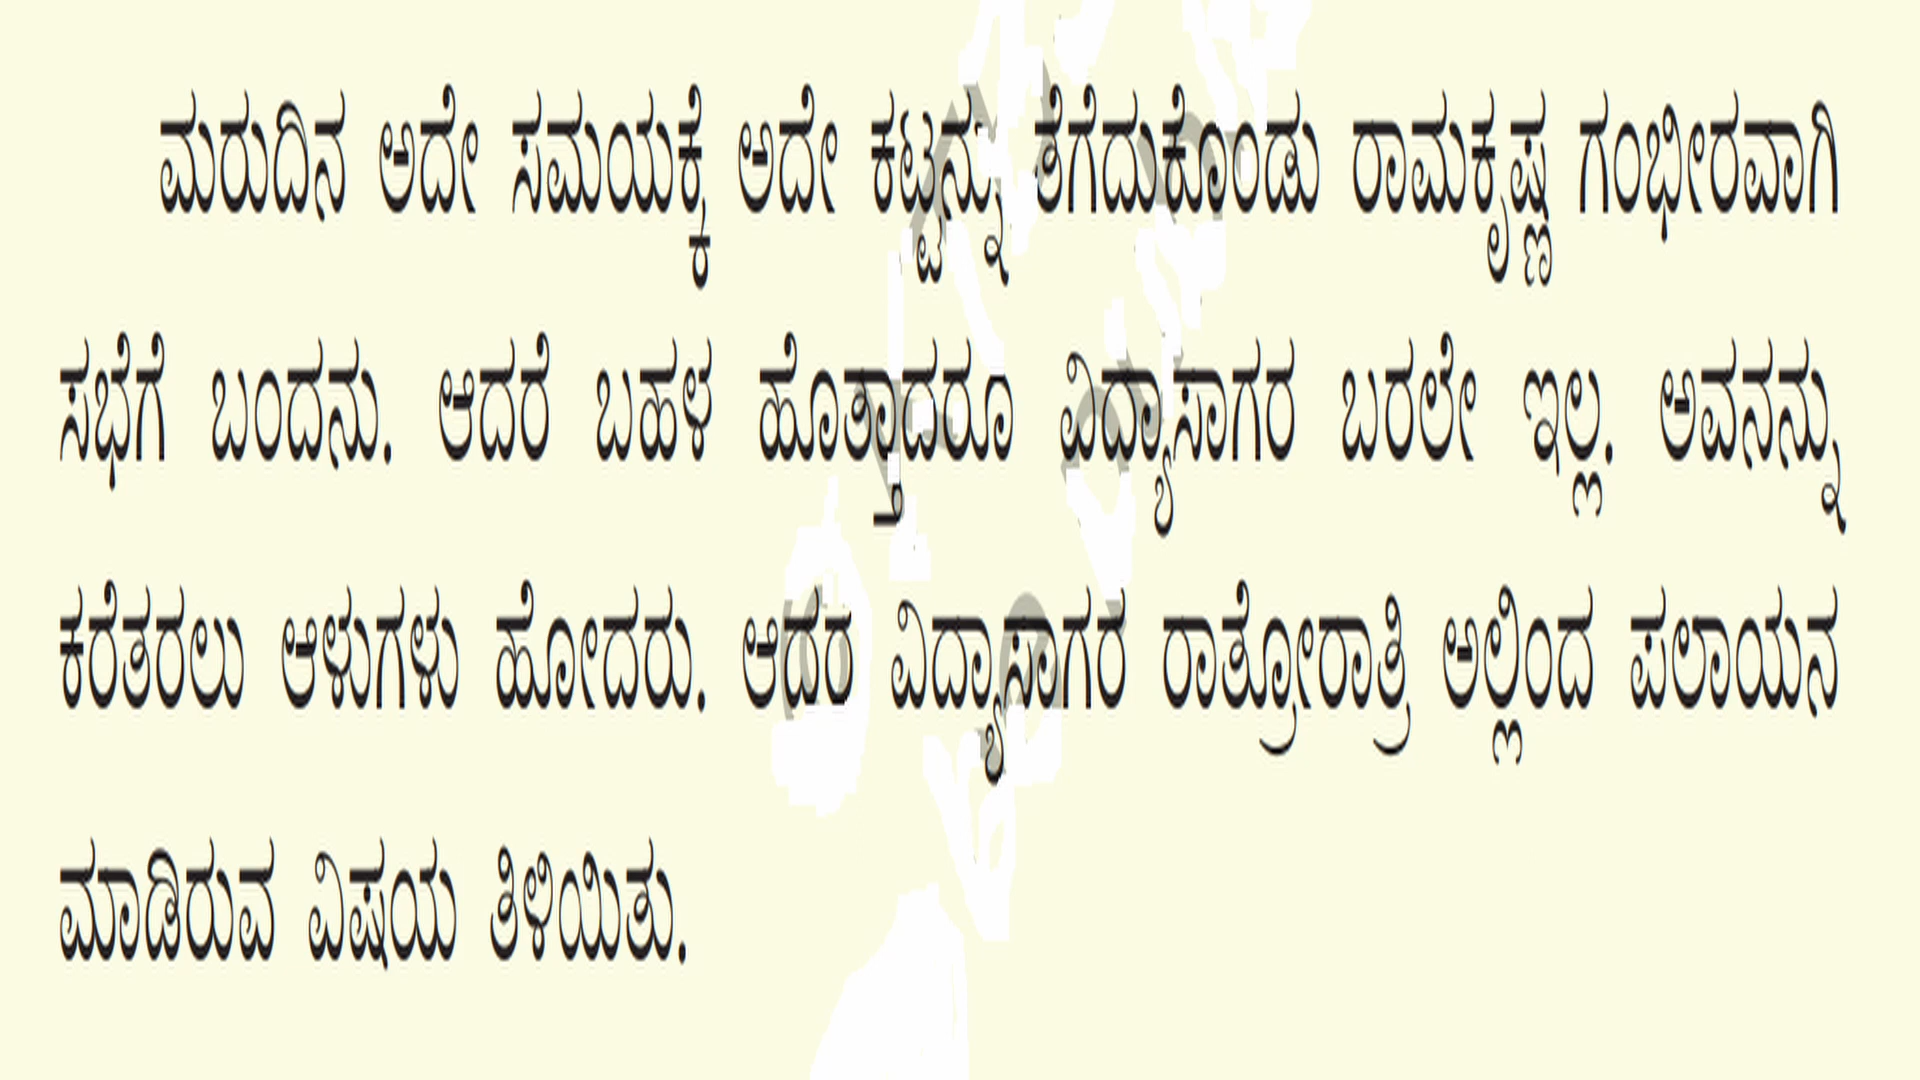 ಮರುದಿನ ಅದೇ ಸಮಯಕ್ಕೆ ಅದೇ ಕಟ್ಟನ್ನು ತೆಗೆದುಕೊಂಡು ರಾಮಕೃಷ್ಣ ಗಂಭೀರವಾಗಿ
ಸಭೆಗೆ ಬಂದನು. ಆದರೆ ಬಹಳ ಹೊತ್ತಾದರೂ ವಿದ್ಯಾಸಾಗರ ಬರಲೇ ಇಲ್ಲ. ಅವನನ್ನು
ಕರೆತರಲು ಆಳುಗಳು ಹೋದರು. ಆದರ ವಿದ್ಯಾಸಾಗರ ರಾತ್ರೋರಾತ್ರಿ ಅಲ್ಲಿಂದ ಪಲಾಯನ
ಮಾಡಿರುವ ವಿಷಯ ತಿಳಿಯಿತು.